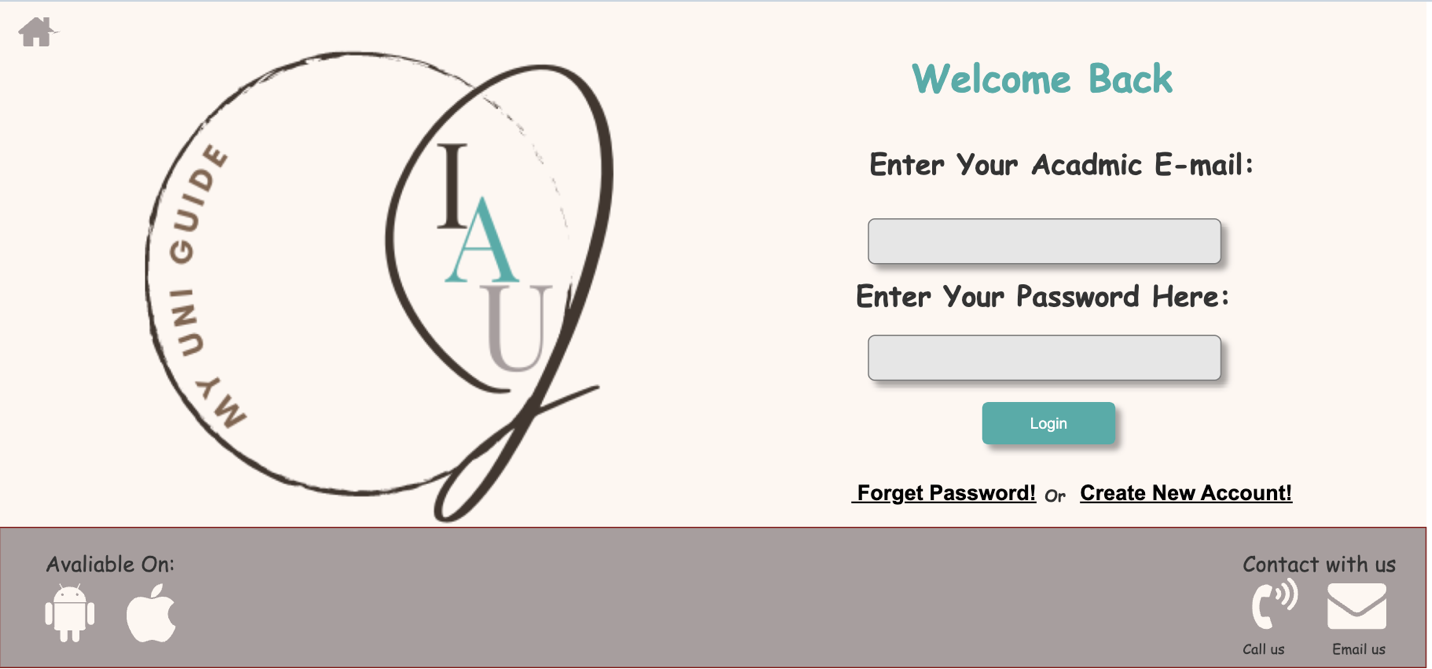 MY UNI GUIDE
I
A
U
Welcome Back
Enter Your Acadmic E-mail:
Enter Your Password Here:
Login
Forget Password! Or Create New Account!
Avaliable On:
Contact with us
Call us
Email us